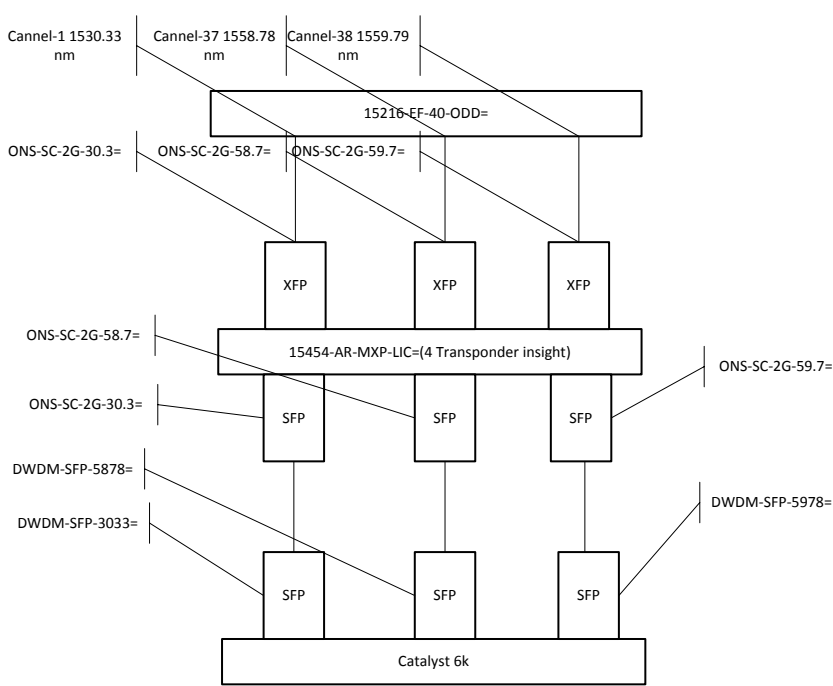 Cannel-1 1530.33
nm
Cannel-37 1558.78
nm
Cannel-38 1559.79
nm
15216-EF-40-ODD=
ONS-SC-2G-30.3=
ONS-SC-2G-58.7=
ONS-SC-2G-59.7=
XFP
XFP
XFP
ONS-SC-2G-58.7=
15454-AR-MXP-LIC=(4 Transponder insight)
ONS-SC-2G-59.7=
ONS-SC-2G-30.3=
SFP
SFP
SFP
DWDM-SFP-5878=
DWDM-SFP-5978=
DWDM-SFP-3033=
SFP
SFP
SFP
Catalyst 6k